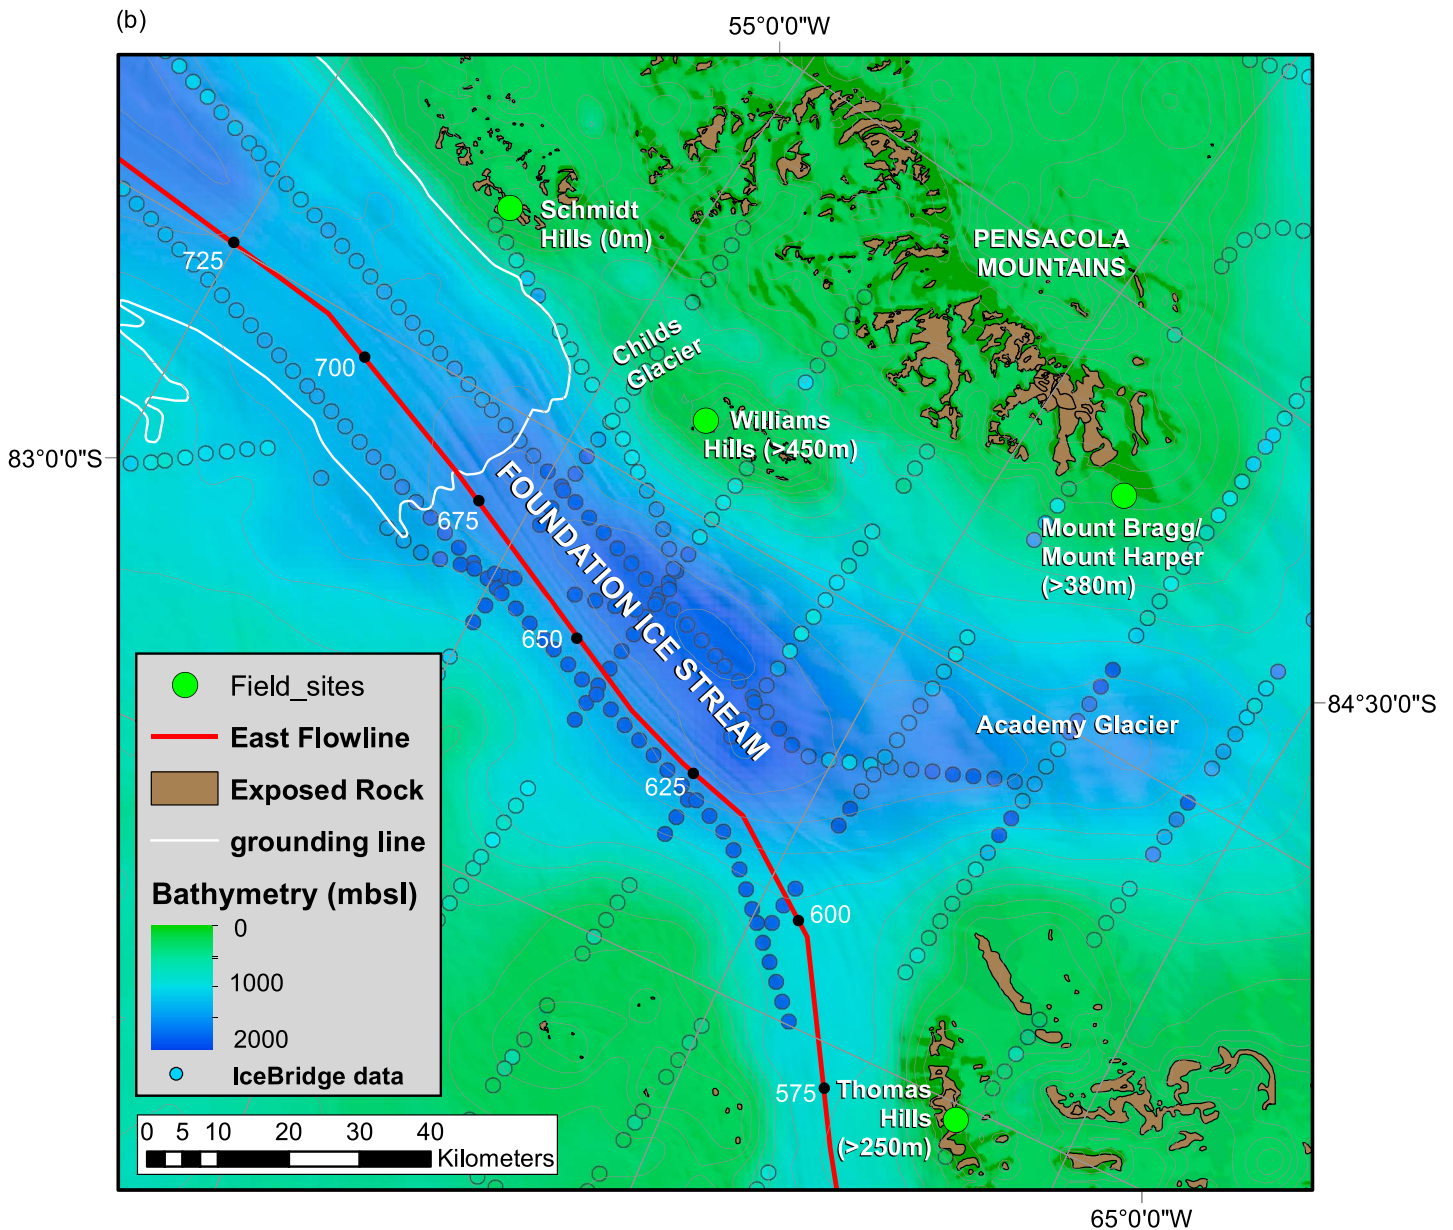 (b)
55°0'0"W
Schmidt
Hills (0m)
PENSACOLA
MOUNTAINS
725
Childs
Glacier
700
Williams
Hills (>450m)
83°0'0"S
FOUNDATION ICE STREAM
675
Mount Bragg/
Mount Harper
(>380m)
650
84°30'0"S
Academy Glacier
625
600
575
Thomas
Hills
(>250m)
Field_sites
East Flowline
Exposed Rock
grounding line
Bathymetry (mbsl)
0
1000
2000
IceBridge data
0 5 10 20 30 40
Kilometers
65°0'0"W